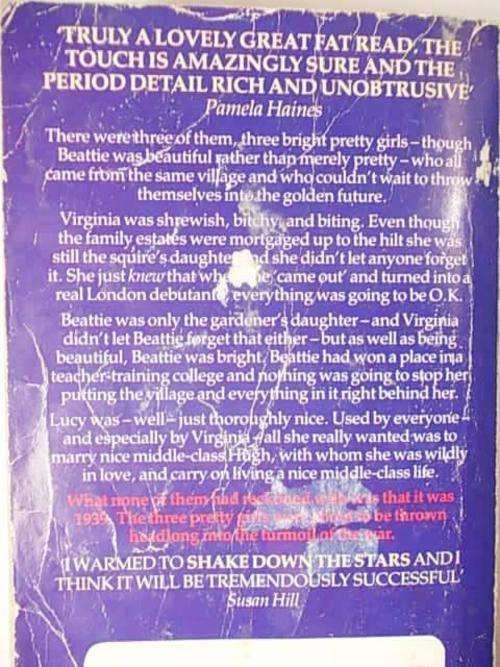 'TRULY A LOVELY GREAT FAT READ. THE
TOUCH IS AMAZINGLY SURE AND THE
PERIOD DETAIL RICH AND UNOBTRUSIVE'
Pamela Haines
There were three of them, three bright pretty girls – though
Beattie was beautiful rather than merely pretty – who all
came from the same village and who couldn't wait to throw
themselves into the golden future.
Virginia was shrewish, and biting. Even though
the family estates were mortgaged up to the hilt she was
still the squire's daughter and she didn't let anyone forget
it. She just knew that when she 'came out' and turned into a
real London debutante, everything was going to be O.K.
Beattie was only the gardener's daughter – and Virginia
didn't let Beattie forget that either – but as well as being
beautiful, Beattie was bright. Beattie had won a place in a
teacher-training college and nothing was going to stop her
putting the village and everything in it right behind her.
Lucy was – well – just thoroughly nice. Used by everyone –
and especially by Virginia – all she really wanted was to
marry nice middle-class Hugh, with whom she was wildly
in love, and carry on living a nice middle-class life.
What none of them had reckoned was that it was
1939. The three pretty girls were to be thrown
headlong into the turmoil of the war.
'I WARMED TO SHAKE DOWN THE STARS AND I
THINK IT WILL BE TREMENDOUSLY SUCCESSFUL'
Susan Hill